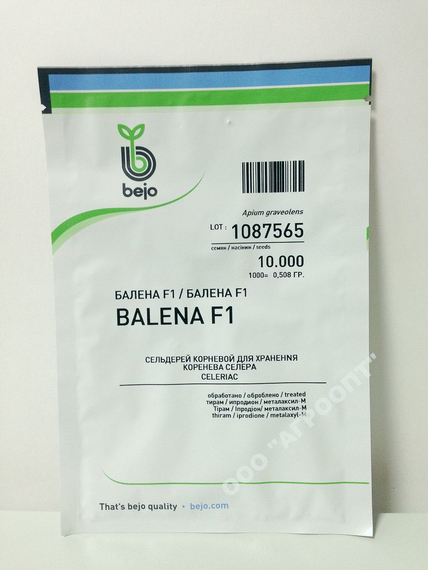 bejo
Apium graveolens
LOT: 1087565
семян / насінин / seeds
10.000
1000= 0,508 ГР.
БАЛЕНА F1 / БАЛЕНА F1
BALENA F1
СЕЛЬДЕРЕЙ КОРНЕВОЙ ДЛЯ ХРАНЕНИЯ
КОРЕНЕВА СЕЛЕРА
CELERIAC
обработано / оброблено / treated
тирам / ипродион / металаксил-М
Тірам / Іпродіон/ металаксил-М
thiram / iprodione / metalaxyl-M
ООО "АГРООПТ"
That's bejo quality • bejo.com